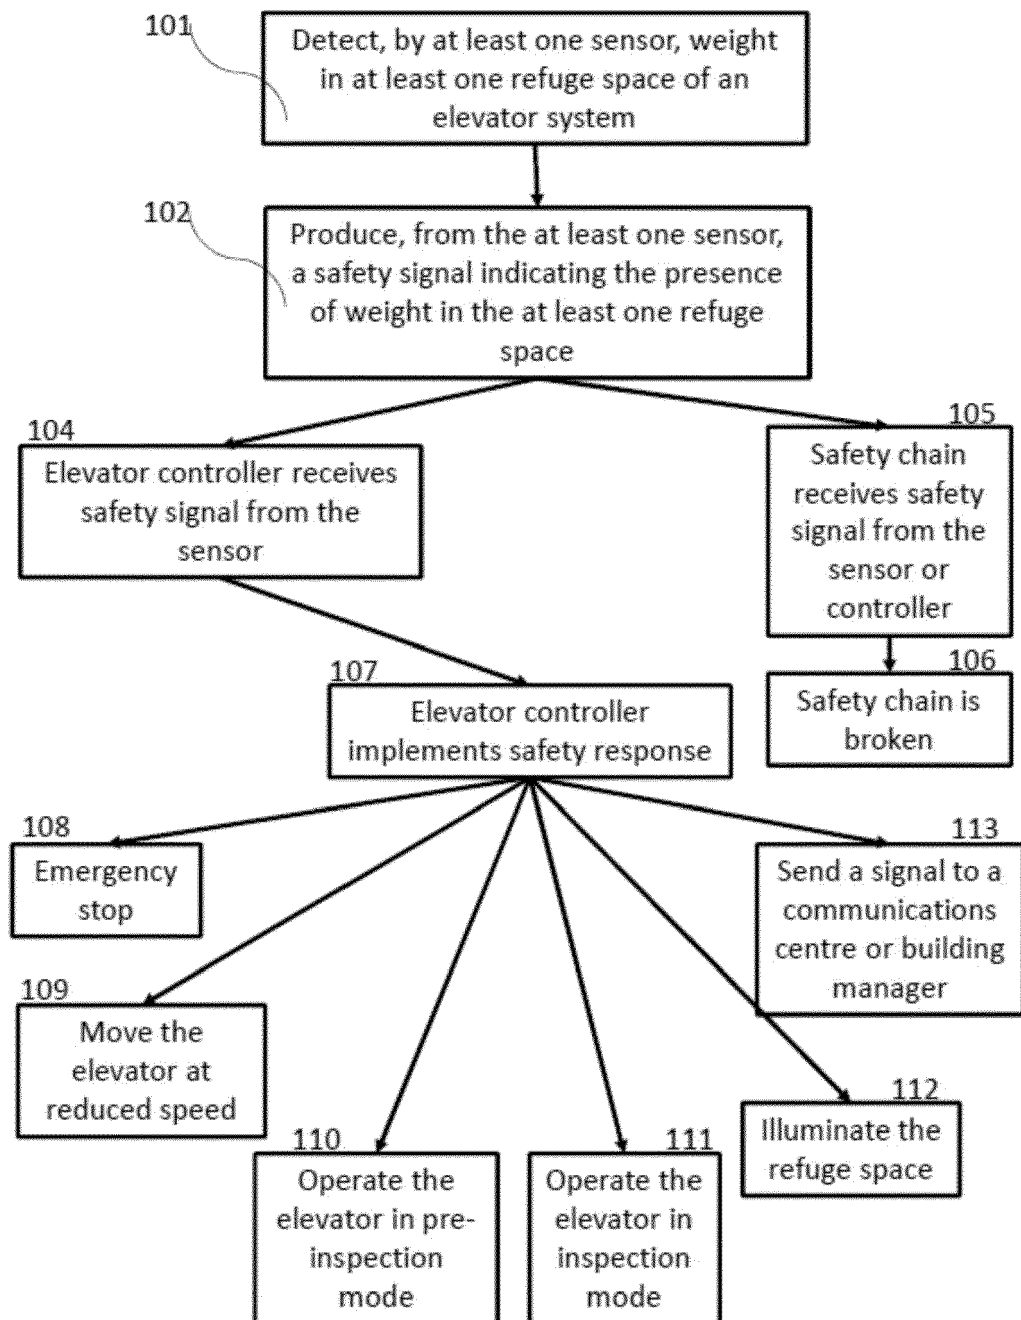 101
Detect, by at least one sensor, weight
in at least one refuge space of an
elevator system
102
Produce, from the at least one sensor,
a safety signal indicating the presence
of weight in the at least one refuge
space
104
Elevator controller receives
safety signal from the
sensor
105
Safety chain
receives safety
signal from the
sensor or
controller
106
Safety chain is
broken
107
Elevator controller
implements safety response
108
Emergency
stop
113
Send a signal to a
communications
centre or building
manager
109
Move the
elevator at
reduced speed
112
Illuminate the
refuge space
110
Operate the
elevator in pre-
inspection
mode
111
Operate the
elevator in
inspection
mode